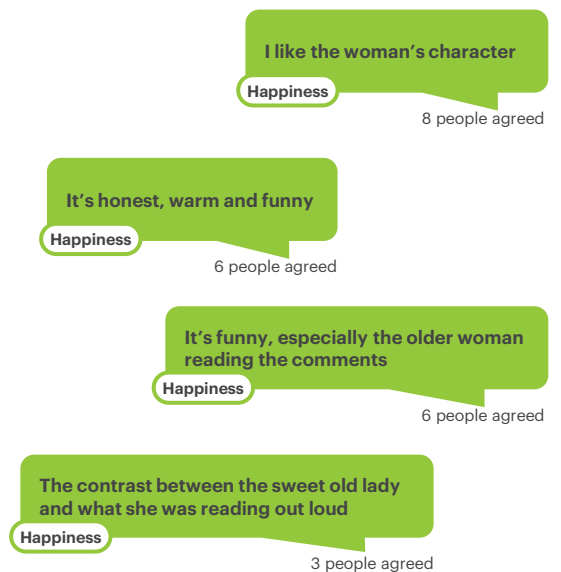 I like the woman's character
Happiness
8 people agreed
It's honest, warm and funny
Happiness
6 people agreed
It's funny, especially the older woman
reading the comments
Happiness
6 people agreed
The contrast between the sweet old lady
and what she was reading out loud
Happiness
3 people agreed